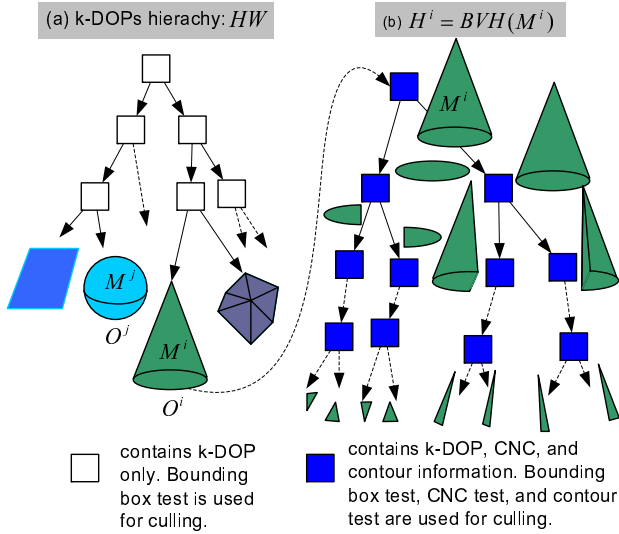 (a) k-DOPs hierachy: HW
(b) H^i = BVH(M^i)
M^i
M^j
O^j
M^i
O^i
contains k-DOP
only. Bounding
box test is used
for culling.
contains k-DOP, CNC, and
contour information. Bounding
box test, CNC test, and contour
test are used for culling.